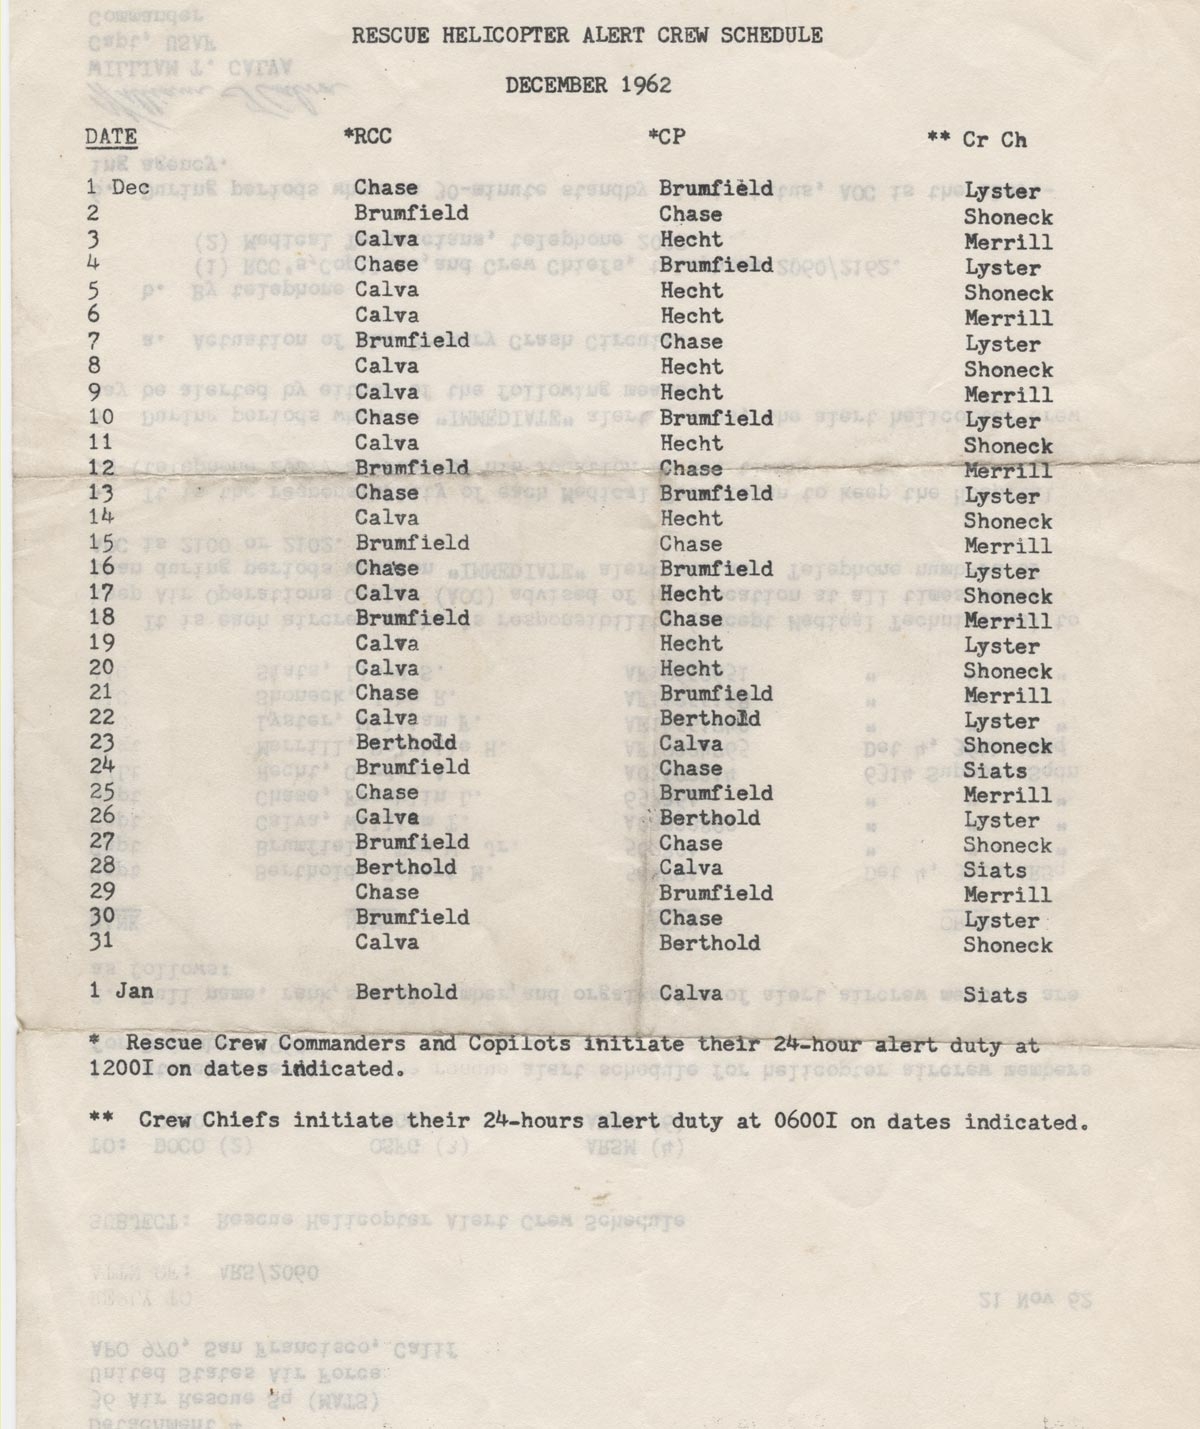 RESCUE HELICOPTER ALERT CREW SCHEDULE
DECEMBER 1962
DATE *RCC *CP ** Cr Ch
1 Dec Chase Brumfield Lyster
2 Brumfield Chase Shoneck
3 Calva Hecht Merrill
4 Chase Brumfield Lyster
5 Calva Hecht Shoneck
6 Calva Hecht Merrill
7 Brumfield Chase Lyster
8 Calva Hecht Shoneck
9 Calva Hecht Merrill
10 Chase Brumfield Lyster
11 Calva Hecht Shoneck
12 Brumfield Chase Merrill
13 Chase Brumfield Lyster
14 Calva Hecht Shoneck
15 Brumfield Chase Merrill
16 Chase Brumfield Lyster
17 Calva Hecht Shoneck
18 Brumfield Chase Merrill
19 Calva Hecht Lyster
20 Calva Hecht Shoneck
21 Chase Brumfield Merrill
22 Calva Berthold Lyster
23 Berthold Calva Shoneck
24 Brumfield Chase Siats
25 Chase Brumfield Merrill
26 Calva Berthold Lyster
27 Brumfield Chase Shoneck
28 Berthold Calva Siats
29 Chase Brumfield Merrill
30 Brumfield Chase Lyster
31 Calva Berthold Shoneck
1 Jan Berthold Calva Siats
* Rescue Crew Commanders and Copilots initiate their 24-hour alert duty at
1200I on dates indicated.
** Crew Chiefs initiate their 24-hours alert duty at 0600I on dates indicated.